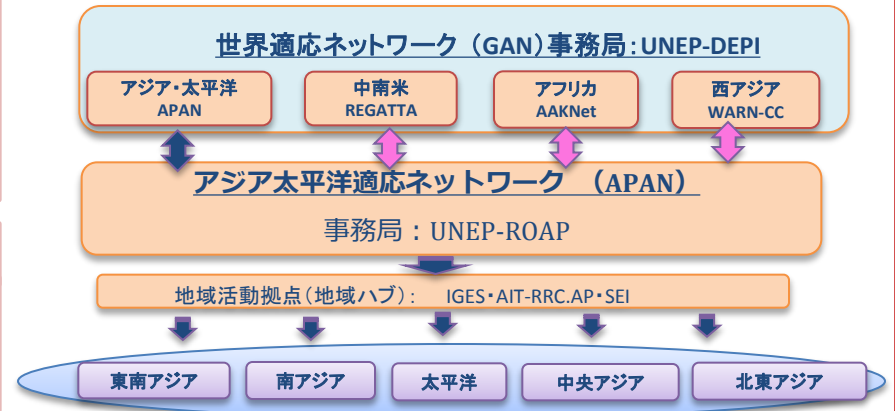 世界適応ネットワーク（GAN）事務局：UNEP-DEPI
アジア・太平洋
APAN
中南米
REGATTA
アフリカ
AAKNet
西アジア
WARN-CC
アジア太平洋適応ネットワーク　（APAN）
事務局：UNEP-ROAP
地域活動拠点（地域ハブ）：　IGES・AIT-RRC.AP・SEI
東南アジア
南アジア
太平洋
中央アジア
北東アジア